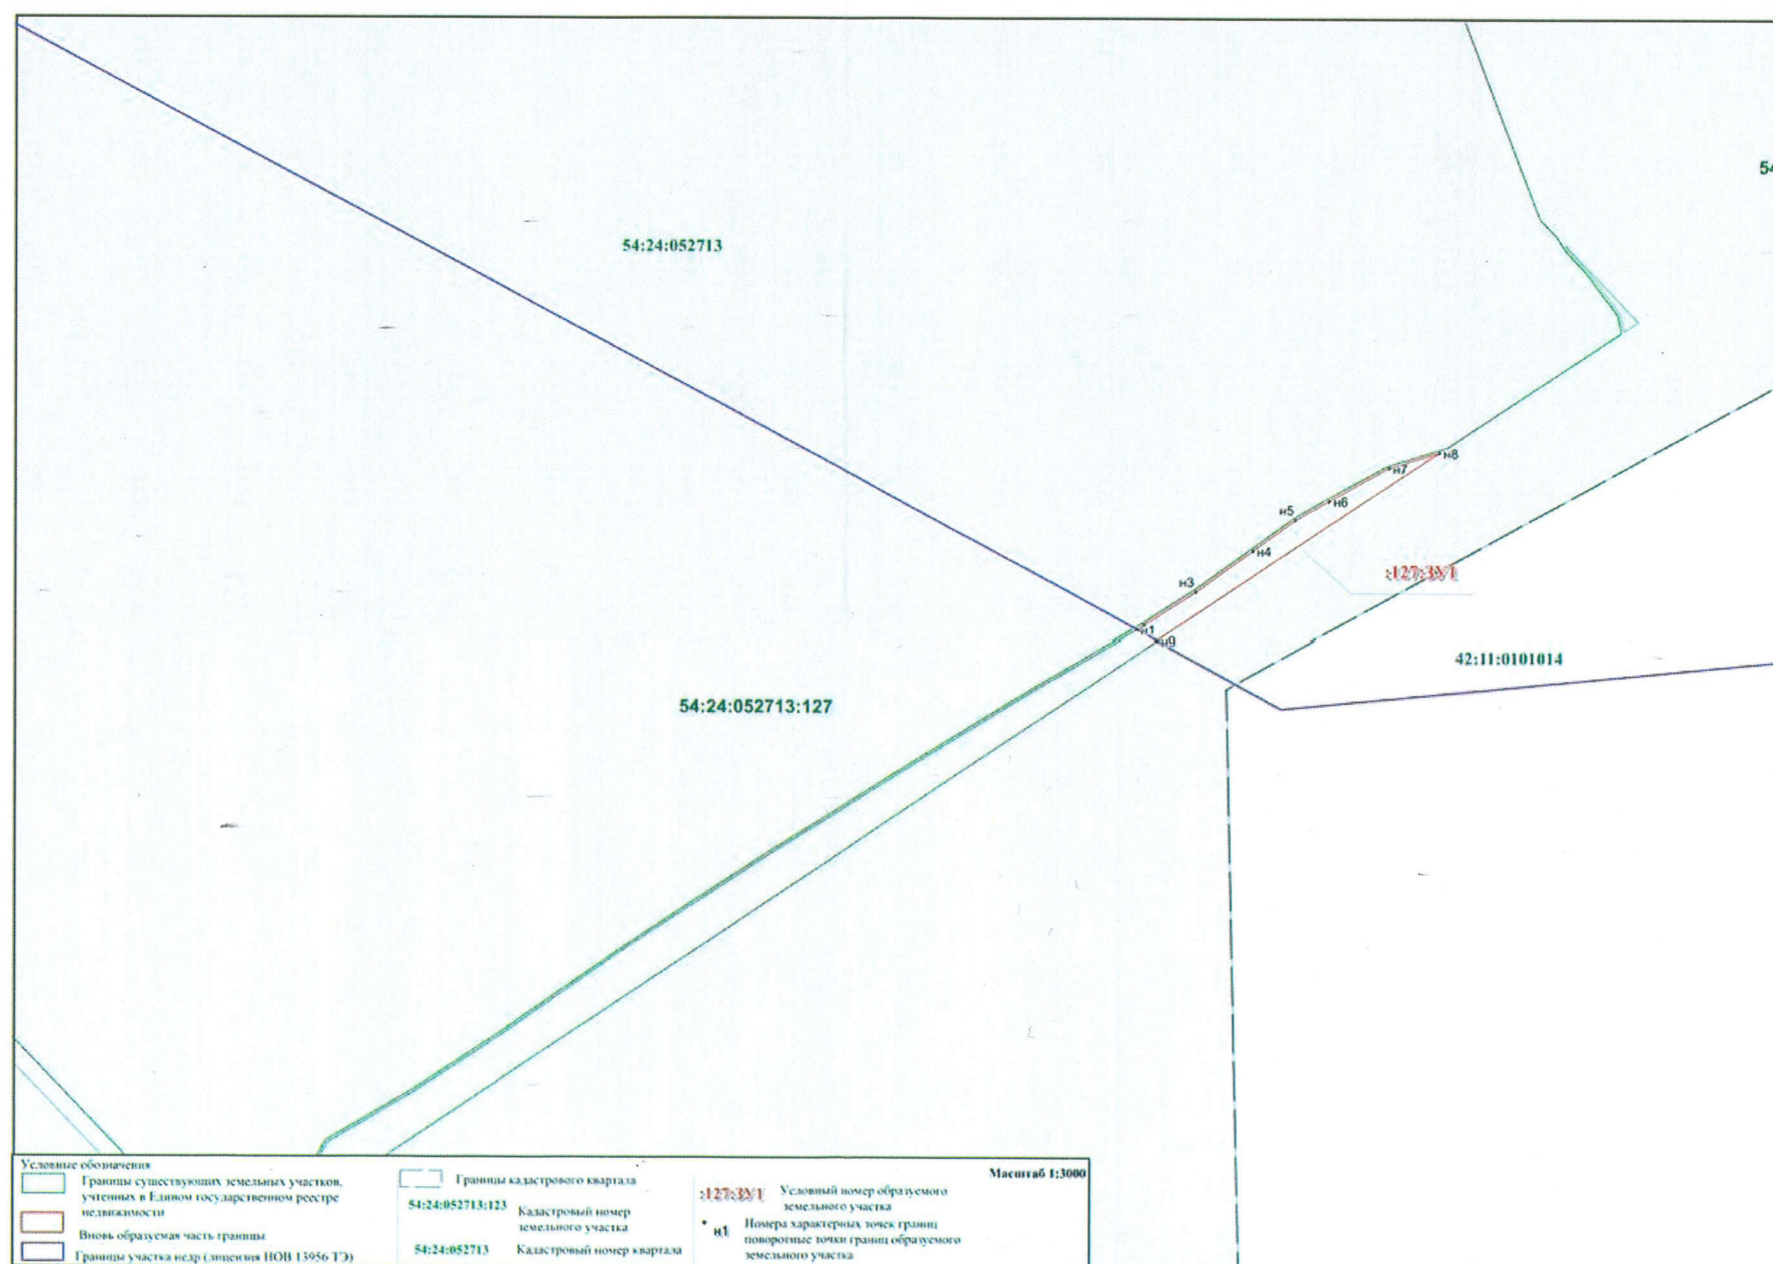 54
54:24:052713
н8
н7
н6
н5
н4
:127:ЗУ1
н3
н1
н9
42:11:0101014
54:24:052713:127
Условные обозначения
Границы существующих земельных участков,
учтенных в Едином государственном реестре
недвижимости
Вновь образуемая часть границы
Границы участка недр (лицензия НОВ 13956 ТЭ)
Границы кадастрового квартала
54:24:052713:123
Кадастровый номер
земельного участка
54:24:052713
Кадастровый номер квартала
:127:ЗУ1
Условный номер образуемого
земельного участка
н1
Номера характерных точек границ
поворотные точки границ образуемого
земельного участка
Масштаб 1:3000